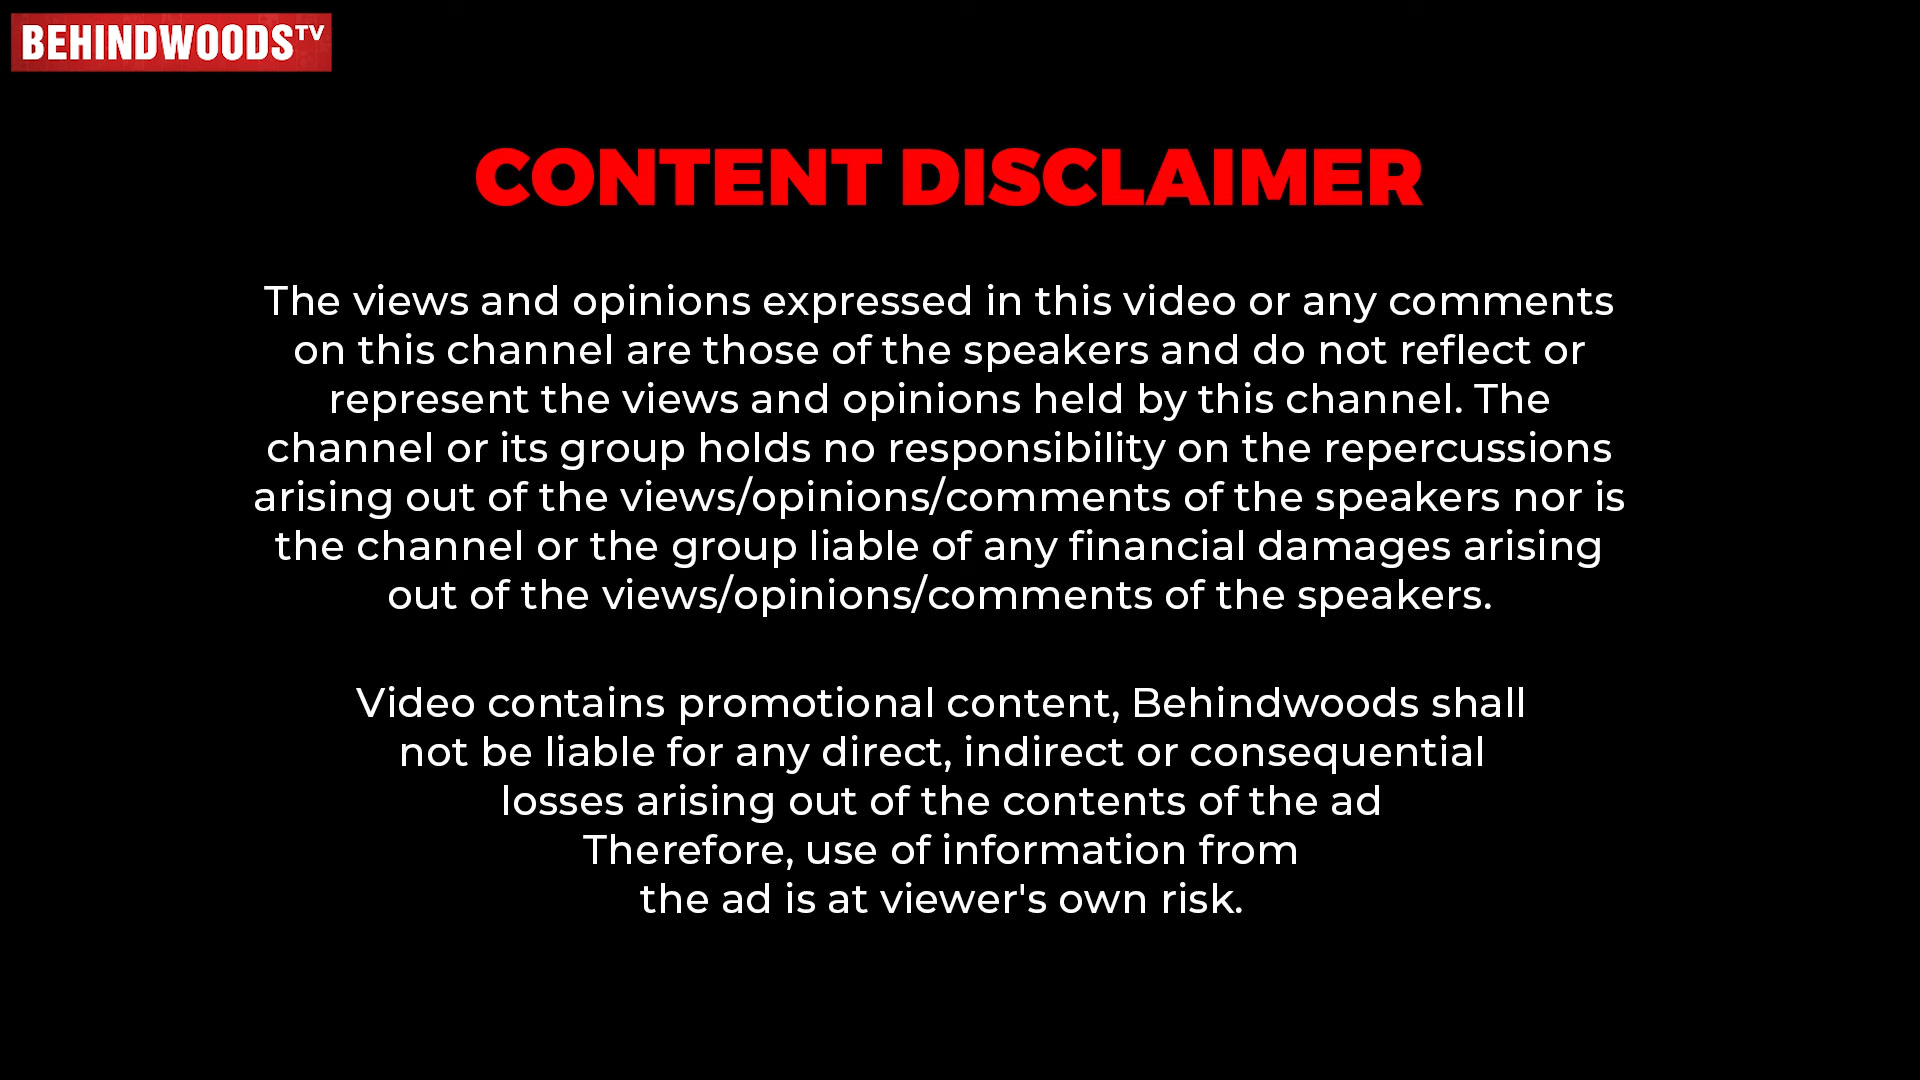 BEHINDWOODS TV
CONTENT DISCLAIMER
The views and opinions expressed in this video or any comments
on this channel are those of the speakers and do not reflect or
represent the views and opinions held by this channel. The
channel or its group holds no responsibility on the repercussions
arising out of the views/opinions/comments of the speakers nor is
the channel or the group liable of any financial damages arising
out of the views/opinions/comments of the speakers.
Video contains promotional content, Behindwoods shall
not be liable for any direct, indirect or consequential
losses arising out of the contents of the ad
Therefore, use of information from
the ad is at viewer's own risk.